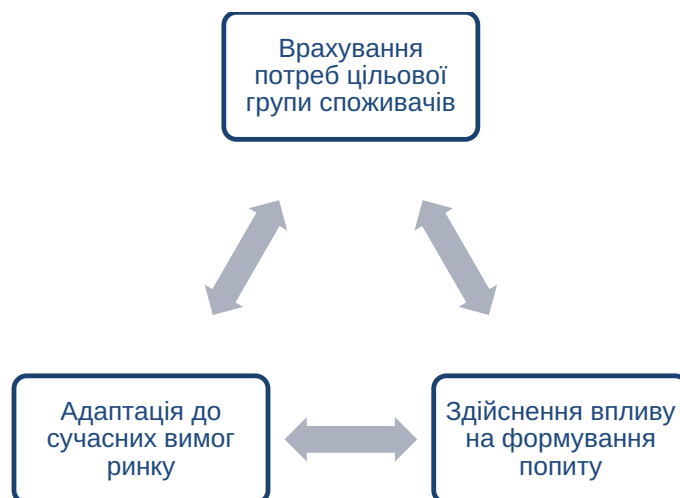 Врахування
потреб цільової
групи споживачів
Адаптація до
сучасних вимог
ринку
Здійснення впливу
на формування
попиту